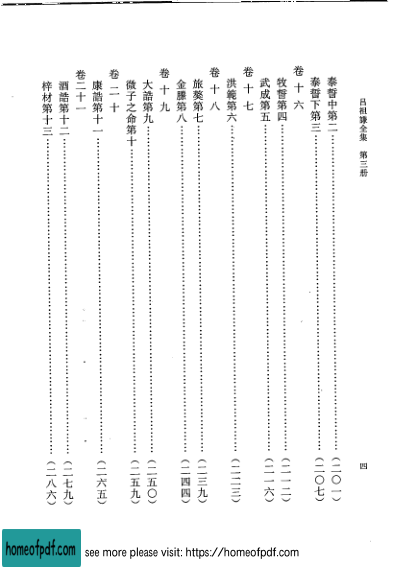 呂祖謙全集　第三册
四
泰誓中第二……（二〇一）
泰誓下第三……（二〇七）
卷十六
牧誓第四……（二一二）
武成第五……（二一六）
卷十七
洪範第六……（二二三）
卷十八
旅獒第七……（二三九）
金縢第八……（二四四）
卷十九
大誥第九……（二五〇）
微子之命第十……（二五九）
卷二十
康誥第十一……（二六五）
卷二十一
酒誥第十二……（二七九）
梓材第十三……（二八六）
homeofpdf.com
see more please visit: https://homeofpdf.com